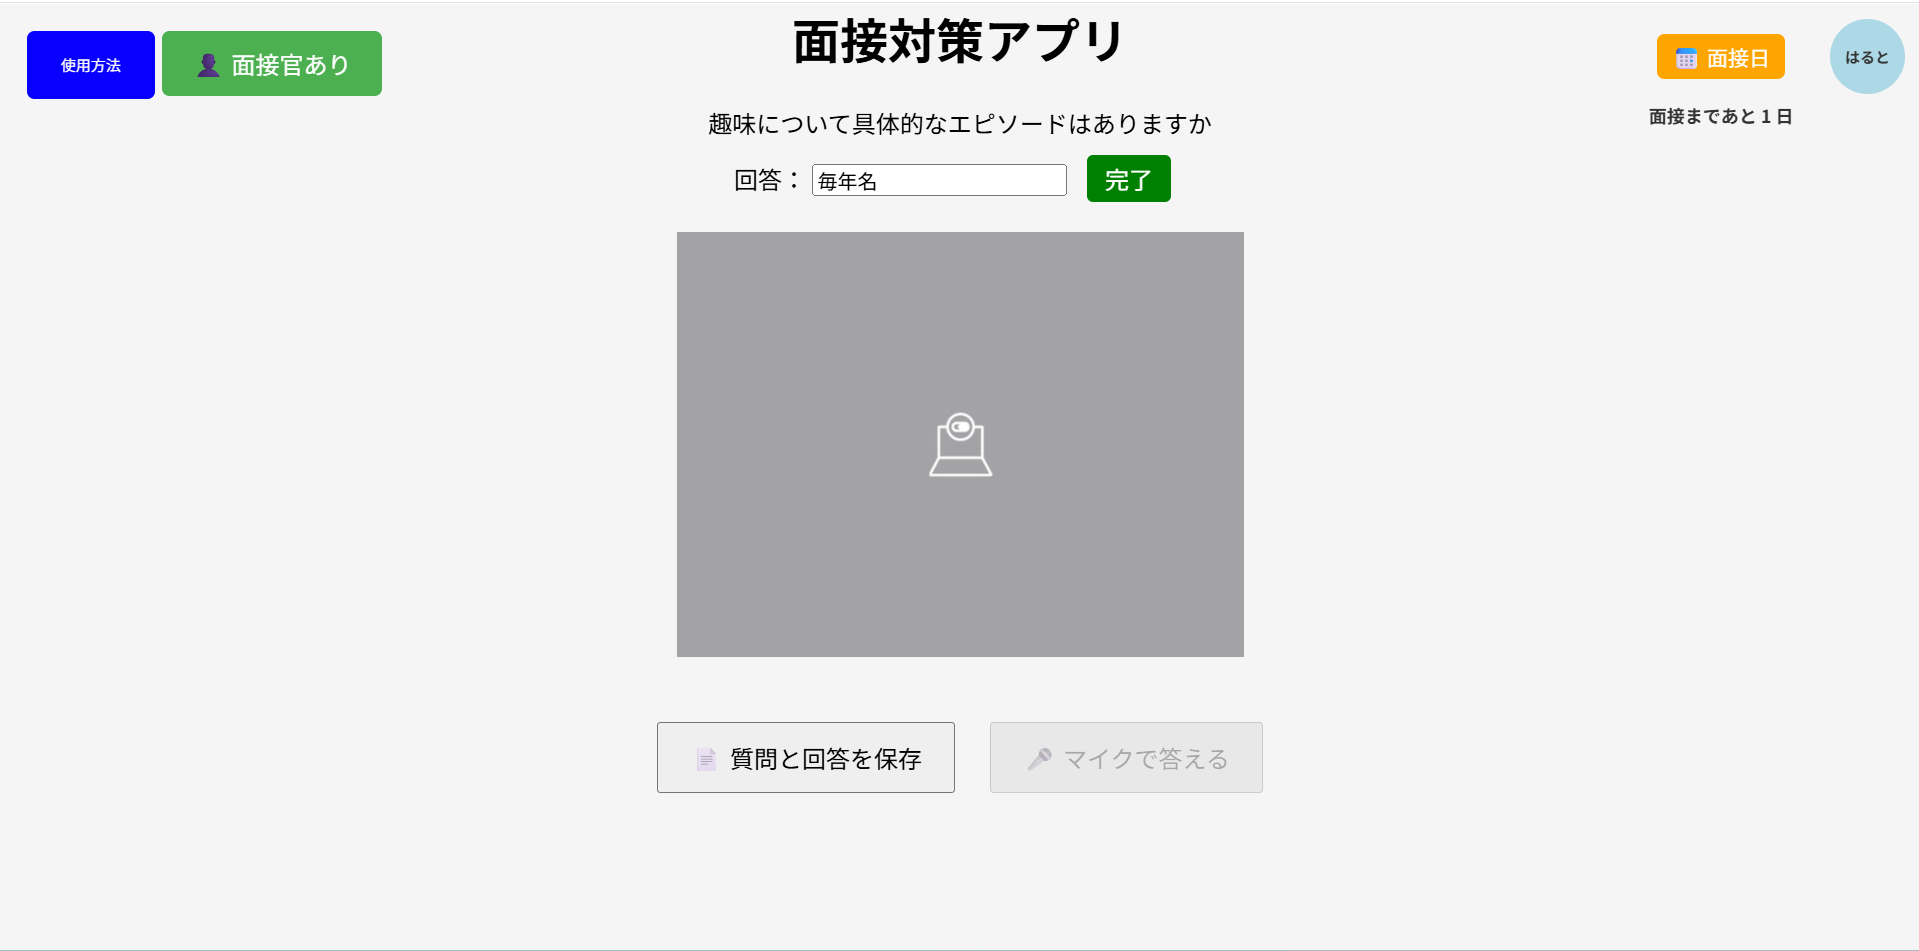 使用方法
面接官あり
面接対策アプリ
面接日
はると
面接まであと 1 日
趣味について具体的なエピソードはありますか
回答：
毎年名
完了
質問と回答を保存
マイクで答える